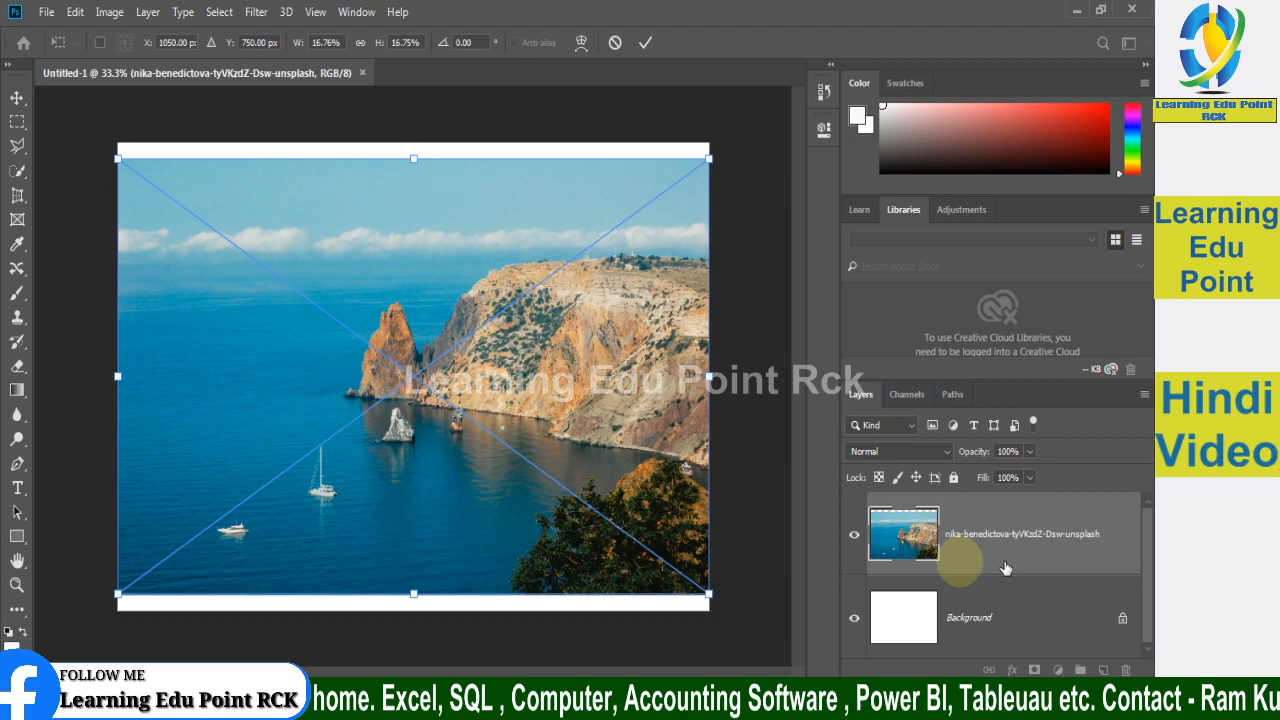 Ps File Edit Image Layer Type Select Filter 3D View Window Help
X: 1050.00 px Y: 750.00 px W: 16.76% H: 16.75% 0.00 ° Anti-alias
Untitled-1 @ 33.3% (nika-benedictova-tyVKzdZ-Dsw-unsplash, RGB/8) ×
Color Swatches
Learn Libraries Adjustments
Search Adobe Stock
To use Creative Cloud Libraries, you
need to be logged into a Creative Cloud
-- KB
Learning Edu Point Rck
Layers Channels Paths
Kind
Normal Opacity: 100%
Lock: Fill: 100%
nika-benedictova-tyVKzdZ-Dsw-unsplash
Background
Learning Edu Point
RCK
Learning
Edu
Point
Hindi
Video
FOLLOW ME
Learning Edu Point RCK
home. Excel, SQL , Computer, Accounting Software , Power BI, Tableuau etc. Contact - Ram Ku